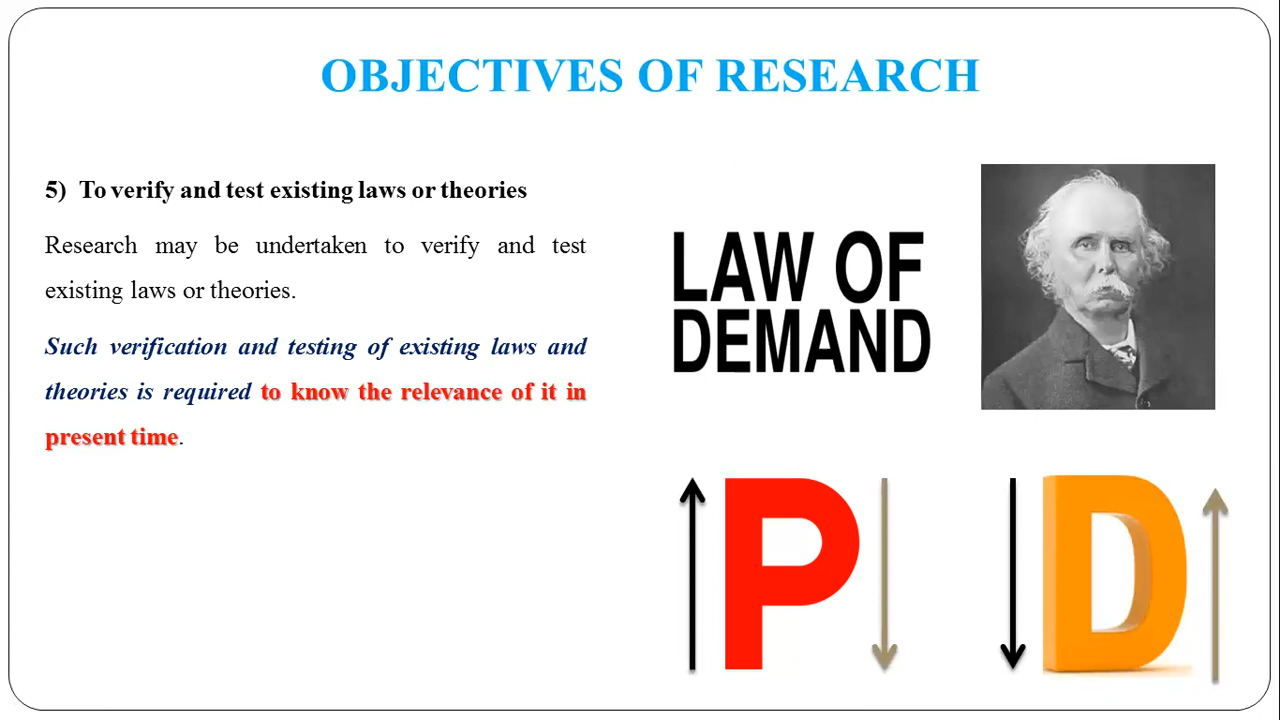 OBJECTIVES OF RESEARCH
5) To verify and test existing laws or theories
Research may be undertaken to verify and test
existing laws or theories.
Such verification and testing of existing laws and
theories is required to know the relevance of it in
present time.
LAW OF
DEMAND
P
D